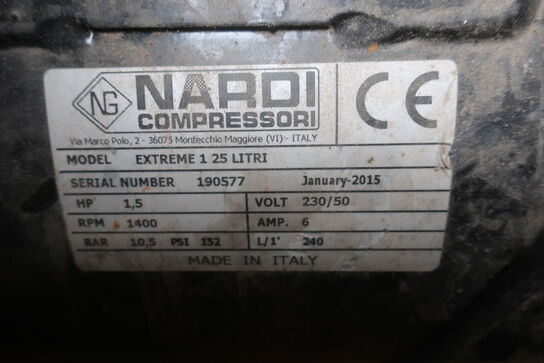 NG NARDI
COMPRESSORI
CE
Via Marco Polo, 2 - 36075 Montecchio Maggiore (VI) - ITALY
MODEL EXTREME 1 25 LITRI
SERIAL NUMBER 190577 January-2015
HP 1,5 VOLT 230/50
RPM 1400 AMP. 6
BAR 10,5 PSI 152 L/1' 240
MADE IN ITALY